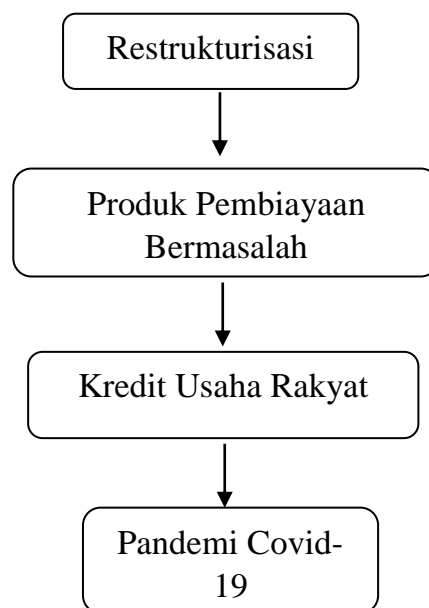 Restrukturisasi
Produk Pembiayaan
Bermasalah
Kredit Usaha Rakyat
Pandemi Covid-
19